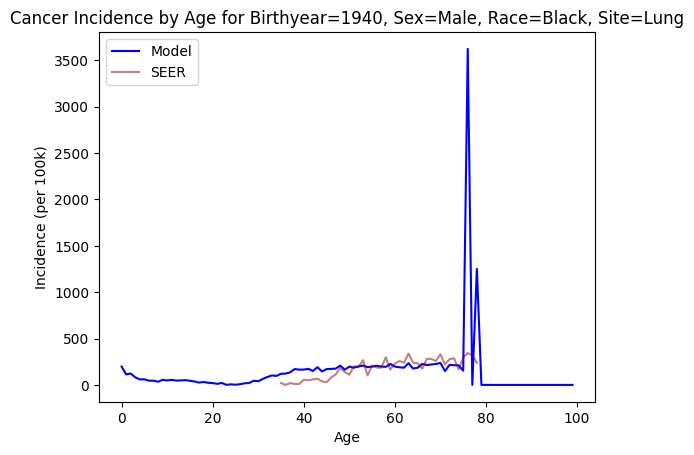 Cancer Incidence by Age for Birthyear=1940, Sex=Male, Race=Black, Site=Lung
Model
SEER
3500
3000
2500
2000
1500
1000
500
0
Incidence (per 100k)
0 20 40 60 80 100
Age